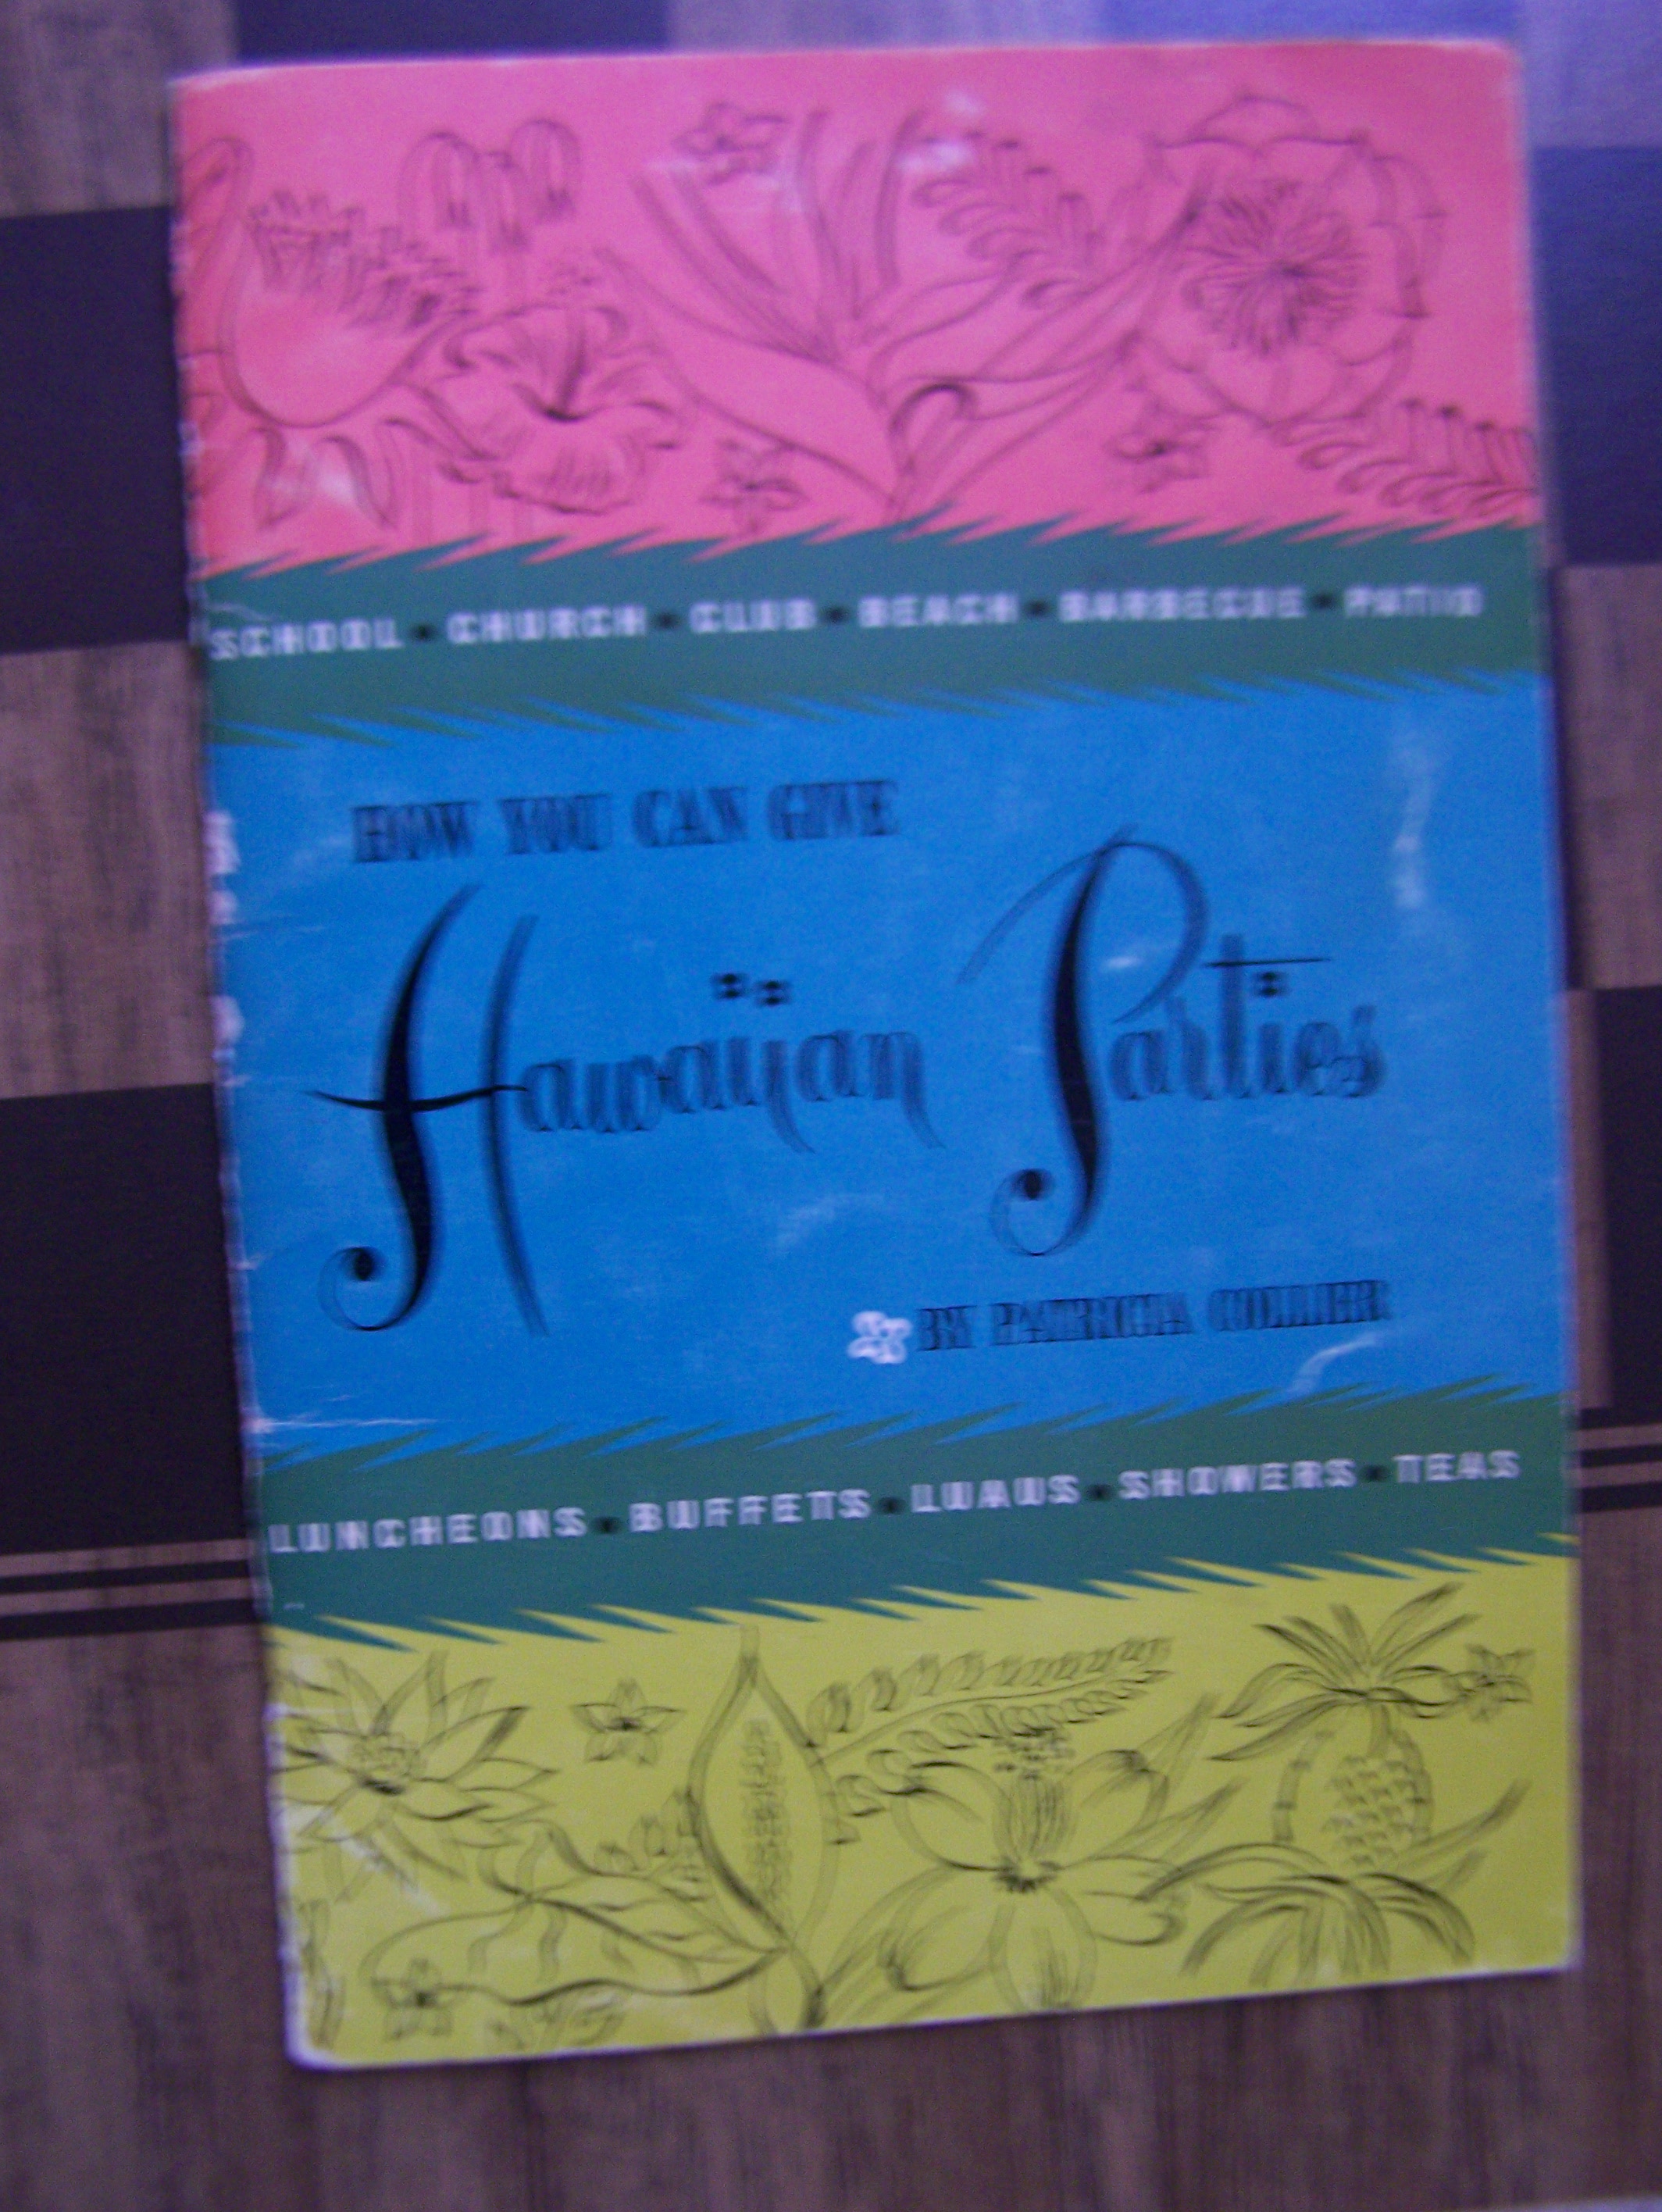 SCHOOL • CHURCH • CLUB • BEACH • BARBECUE • PATIO
HOW YOU CAN GIVE
Hawaiian Parties
BY PATRICIA COLLIER
LUNCHEONS • BUFFETS • LUAUS • SHOWERS • TEAS